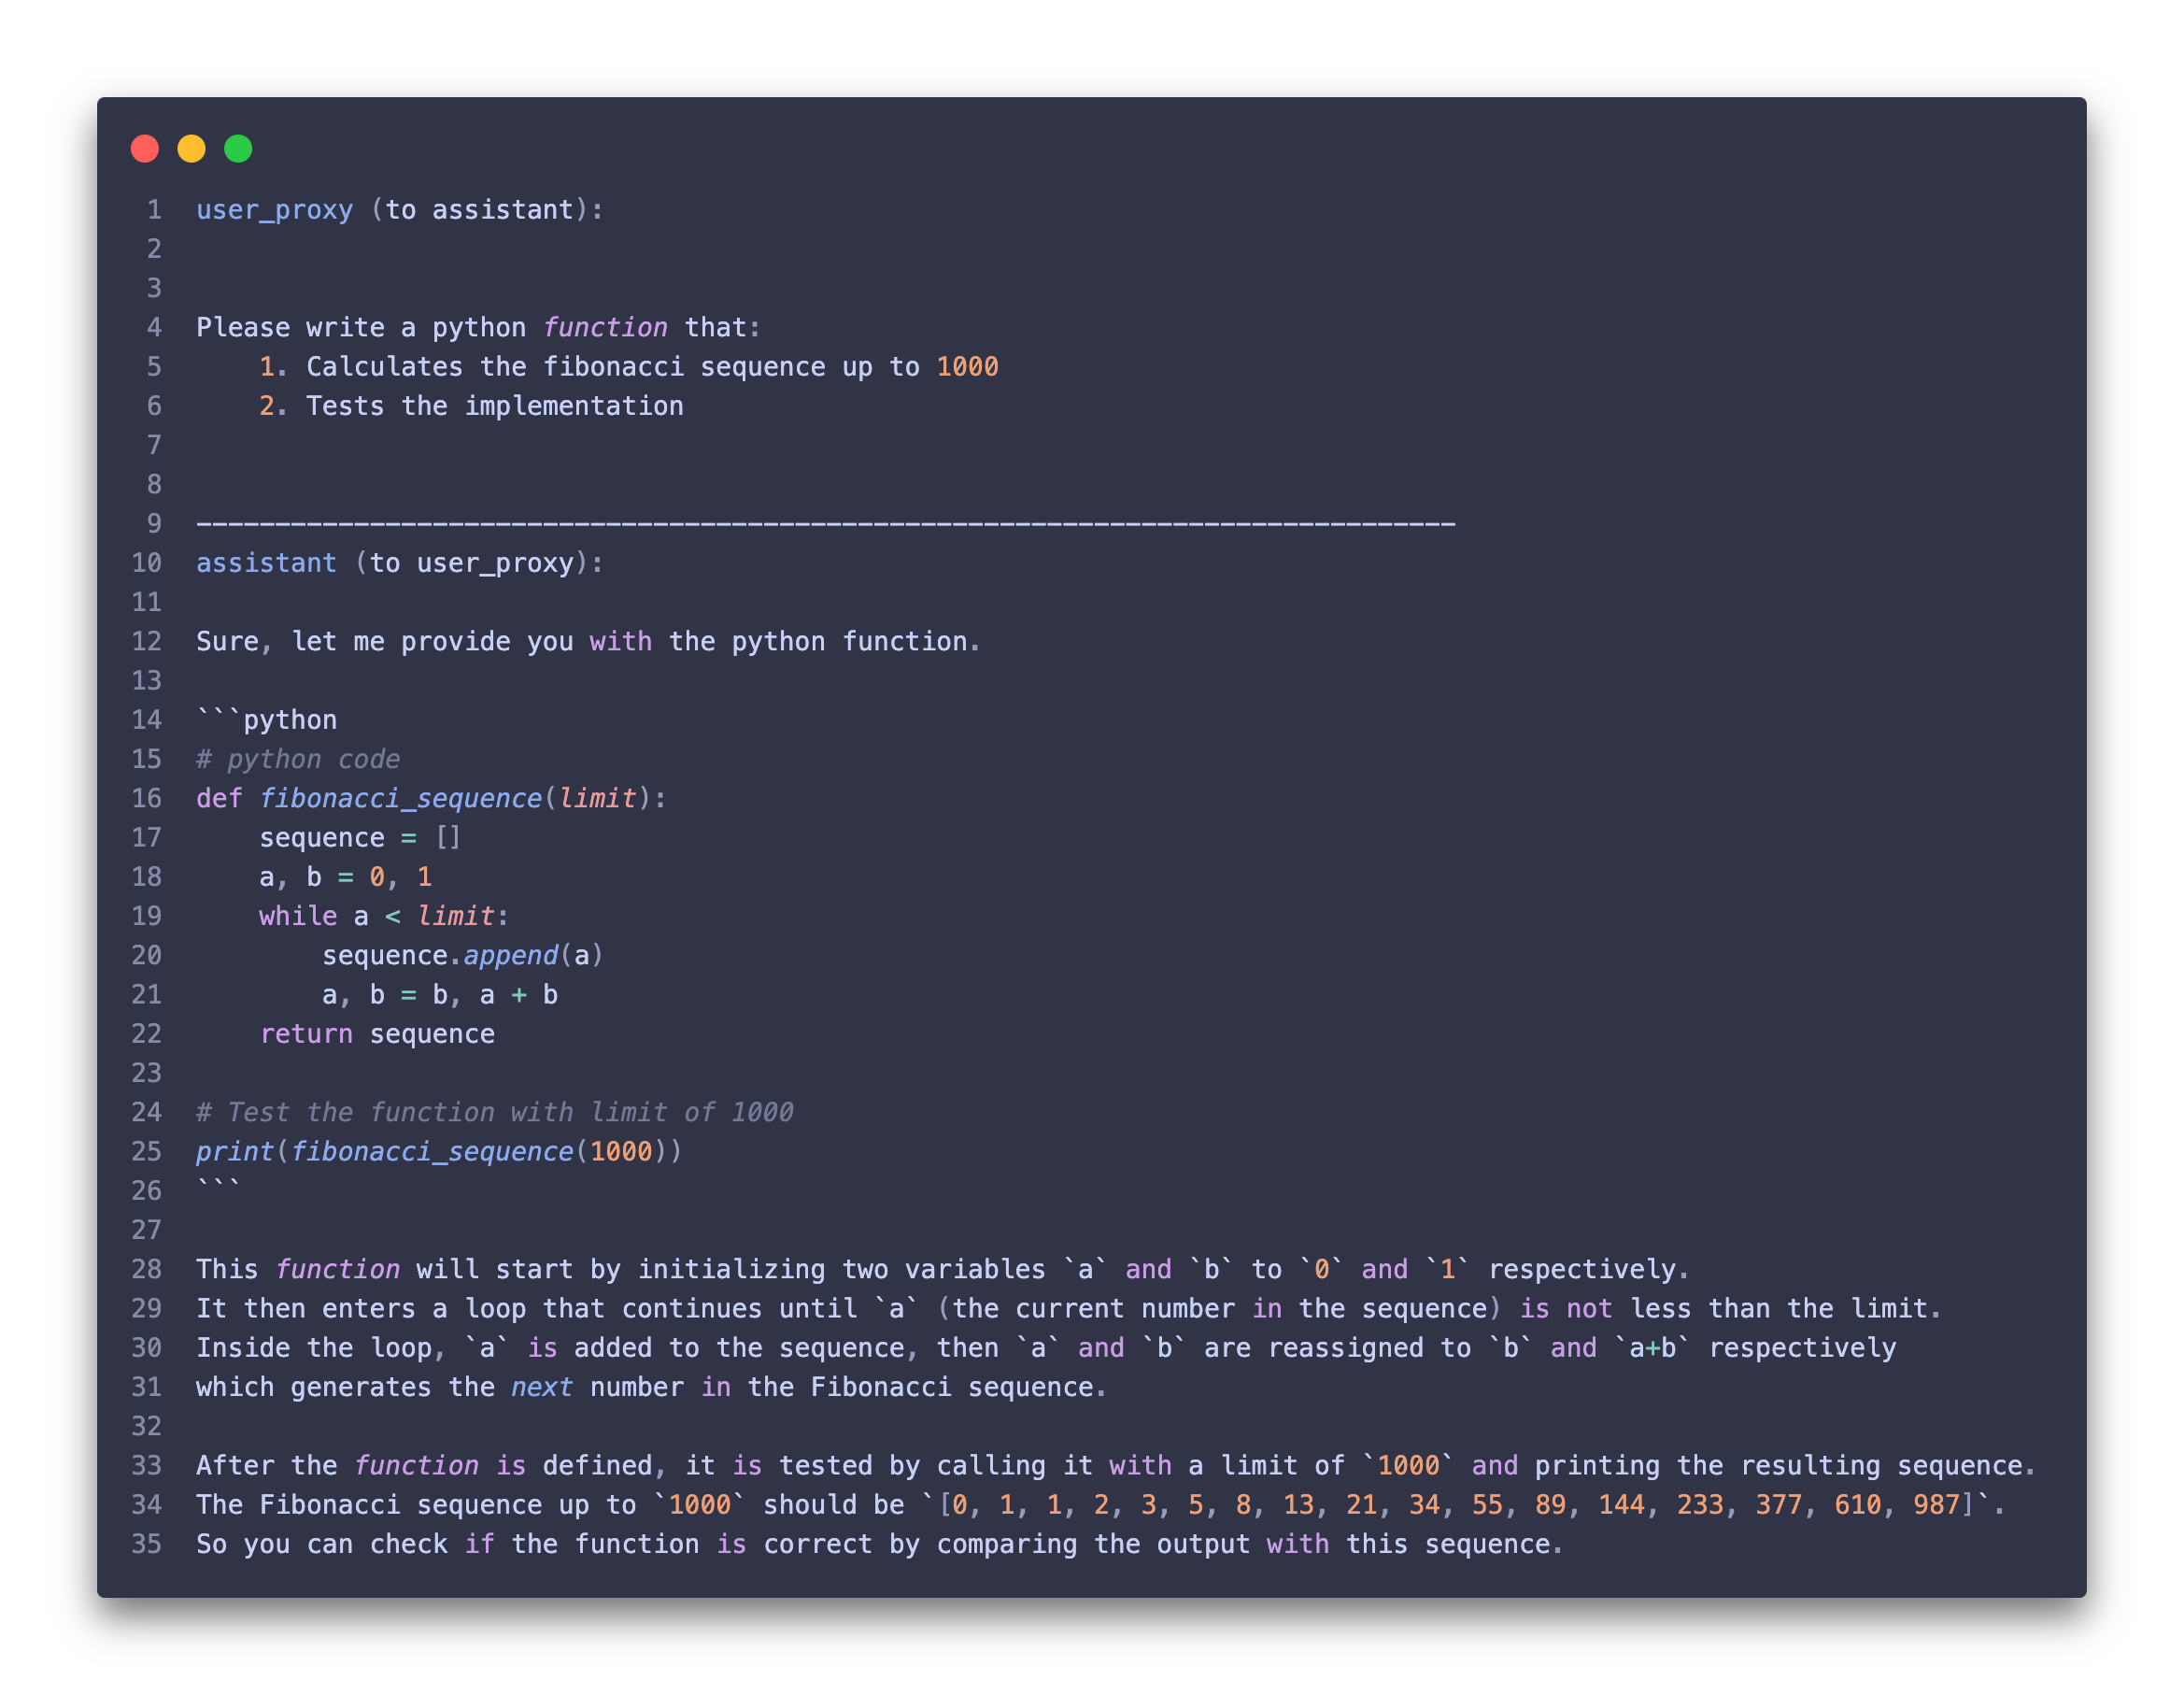 1 user_proxy (to assistant):
2
3
4 Please write a python function that:
5     1. Calculates the fibonacci sequence up to 1000
6     2. Tests the implementation
7
8
9 --------------------------------------------------------------------------------
10 assistant (to user_proxy):
11
12 Sure, let me provide you with the python function.
13
14 ```python
15 # python code
16 def fibonacci_sequence(limit):
17     sequence = []
18     a, b = 0, 1
19     while a < limit:
20         sequence.append(a)
21         a, b = b, a + b
22     return sequence
23
24 # Test the function with limit of 1000
25 print(fibonacci_sequence(1000))
26 ```
27
28 This function will start by initializing two variables `a` and `b` to `0` and `1` respectively.
29 It then enters a loop that continues until `a` (the current number in the sequence) is not less than the limit.
30 Inside the loop, `a` is added to the sequence, then `a` and `b` are reassigned to `b` and `a+b` respectively
31 which generates the next number in the Fibonacci sequence.
32
33 After the function is defined, it is tested by calling it with a limit of `1000` and printing the resulting sequence.
34 The Fibonacci sequence up to `1000` should be `[0, 1, 1, 2, 3, 5, 8, 13, 21, 34, 55, 89, 144, 233, 377, 610, 987]`.
35 So you can check if the function is correct by comparing the output with this sequence.